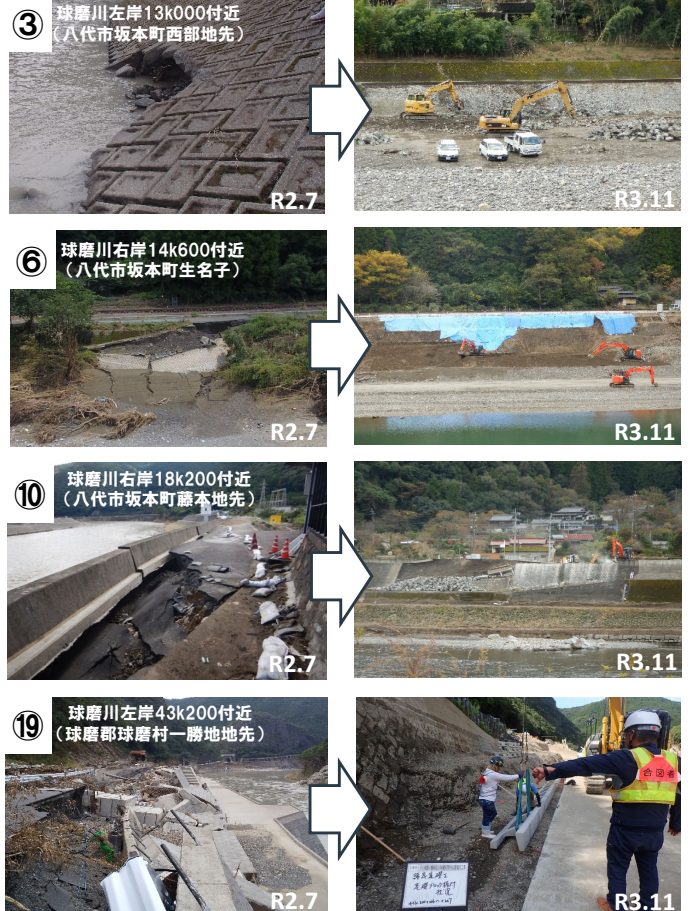 ③ 球磨川左岸13k000付近
(八代市坂本町西部地先)
R2.7
R3.11
⑥ 球磨川右岸14k600付近
(八代市坂本町生名子)
R2.7
R3.11
⑩ 球磨川右岸18k200付近
(八代市坂本町藤本地先)
R2.7
R3.11
⑲ 球磨川左岸43k200付近
(球磨郡球磨村一勝地地先)
R2.7
合図者
R3.11